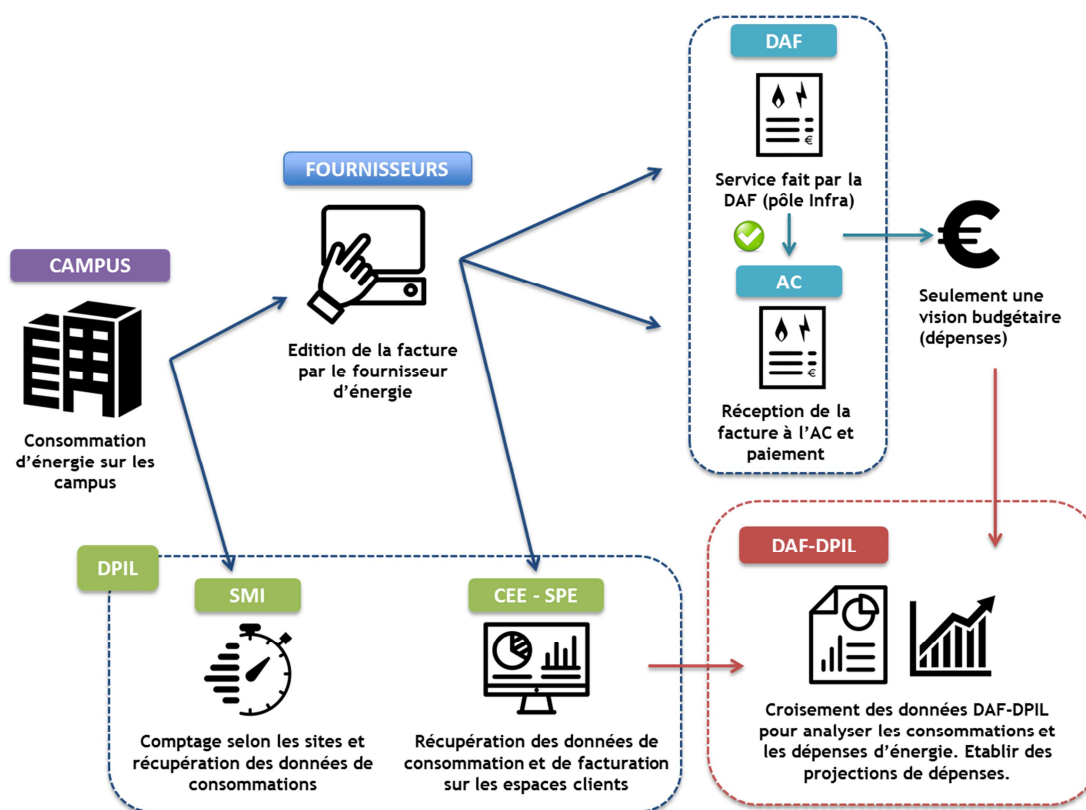 DAF
Service fait par la
DAF (pôle Infra)
AC
Réception de la
facture à l'AC et
paiement
FOURNISSEURS
Edition de la facture
par le fournisseur
d'énergie
CAMPUS
Consommation
d'énergie sur les
campus
€
Seulement une
vision budgétaire
(dépenses)
DPIL
SMI
Comptage selon les sites et
récupération des données de
consommations
CEE - SPE
Récupération des données de
consommation et de facturation
sur les espaces clients
DAF-DPIL
Croisement des données DAF-DPIL
pour analyser les consommations et
les dépenses d'énergie. Etablir des
projections de dépenses.